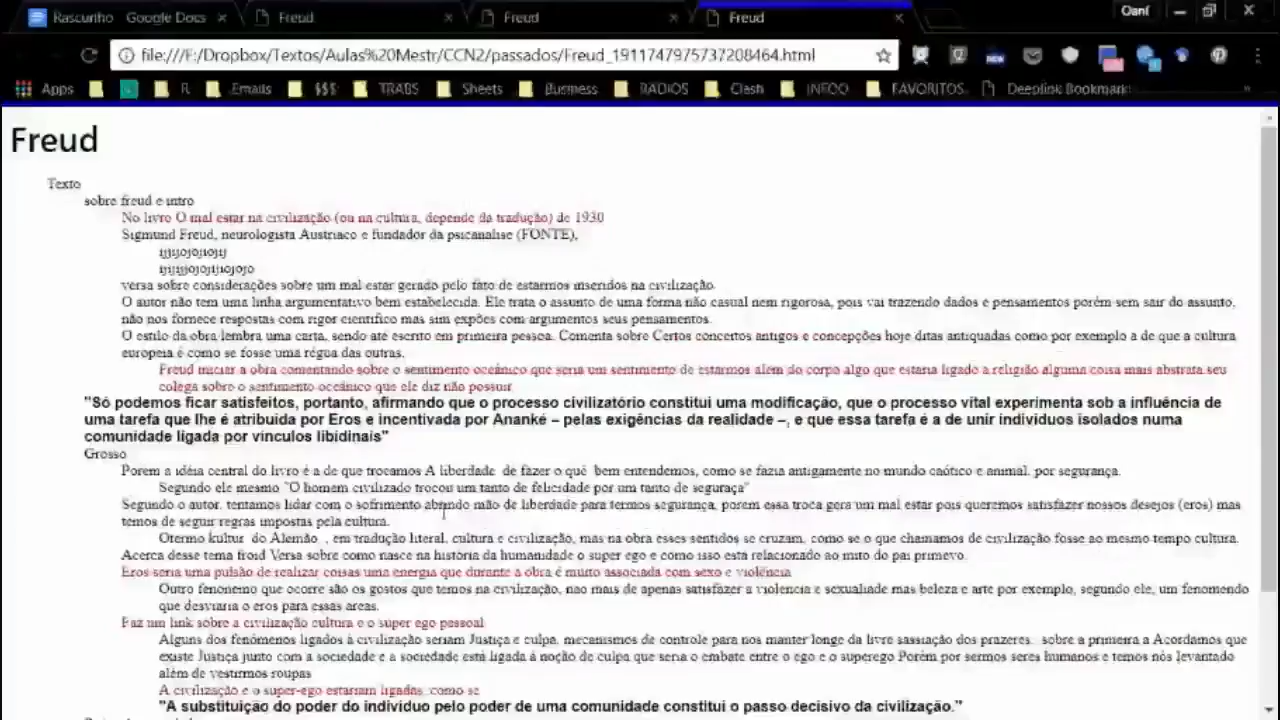 Rascunho Google Docs
Freud
Freud
Freud
file:///F:/Dropbox/Textos/Aulas%20Mestr/CCN2/passados/Freud_1911747975737208464.html
Apps R Emails $$$ TRABS Sheets Busmess RADIOS Clash INFOO FAVORITOS Deeplink Bookmark
Freud
Texto
sobre freud e intro
No livro O mal estar na civilização (ou na cultura, depende da tradução) de 1930
Sigmund Freud, neurologista Austriaco e fundador da psicanalise (FONTE),
versa sobre considerações sobre um mal estar gerado pelo fato de estarmos inseridos na civilização.
O autor não tem uma linha argumentativo bem estabelecida. Ele trata o assunto de uma forma não casual nem rigorosa, pois vai trazendo dados e pensamentos porém sem sair do assunto,
não nos fornece respostas com rigor cientifico mas sim expões com argumentos seus pensamentos.
O estilo da obra lembra uma carta, sendo até escrito em primeira pessoa. Comenta sobre Certos concertos antigos e concepções hoje ditas antiquadas como por exemplo a de que a cultura
europeia é como se fosse uma régua das outras.
Freud iniciar a obra comentando sobre o sentimento oceânico que seria um sentimento de estarmos alem do corpo algo que estaria ligado a religião alguma coisa mais abstrata seu
colega sobre o sentimento oceânico que ele diz não possuir
"Só podemos ficar satisfeitos, portanto, afirmando que o processo civilizatório constitui uma modificação, que o processo vital experimenta sob a influência de
uma tarefa que lhe é atribuida por Eros e incentivada por Ananké – pelas exigências da realidade –, e que essa tarefa é a de unir individuos isolados numa
comunidade ligada por vinculos libidinais"
Grosso
Porem a idéia central do livro é a de que trocamos A liberdade de fazer o quê bem entendemos, como se fazia antigamente no mundo caótico e animal, por segurança.
Segundo ele mesmo "O homem civilizado trocou um tanto de felicidade por um tanto de seguraça"
Segundo o autor, tentamos lidar com o sofrimento abrindo mão de liberdade para termos segurança, porem essa troca gera um mal estar pois queremos satisfazer nossos desejos (eros) mas
temos de seguir regras impostas pela cultura.
Otermo kultur do Alemão , em tradução literal, cultura e civilização, mas na obra esses sentidos se cruzam, como se o que chamamos de civilização fosse ao mesmo tempo cultura.
Acerca desse tema froid Versa sobre como nasce na história da humanidade o super ego e como isso está relacionado ao mito do pai primevo.
Eros seria uma pulsão de realizar coisas uma energia que durante a obra é muito associada com sexo e violência
Outro fenomeno que ocorre são os gostos que temos na civilização, nao mais de apenas satisfazer a violencia e sexualiade mas beleza e arte por exemplo, segundo ele, um fenomendo
que desviaria o eros para essas areas.
Faz um link sobre a civilização cultura e o super ego pessoal
Alguns dos fenômenos ligados à civilização seriam Justiça e culpa, mecanismos de controle para nos manter longe da livre sassiação dos prazeres, sobre a primeira a Acordamos que
existe Justiça junto com a sociedade e a sociedade está ligada à noção de culpa que seria o embate entre o ego e o superego Porém por sermos seres humanos e temos nós levantado
além de vestirmos roupas
A civilização e o super-ego estariam ligadas, como se
"A substituição do poder do individuo pelo poder de uma comunidade constitui o passo decisivo da civilização."